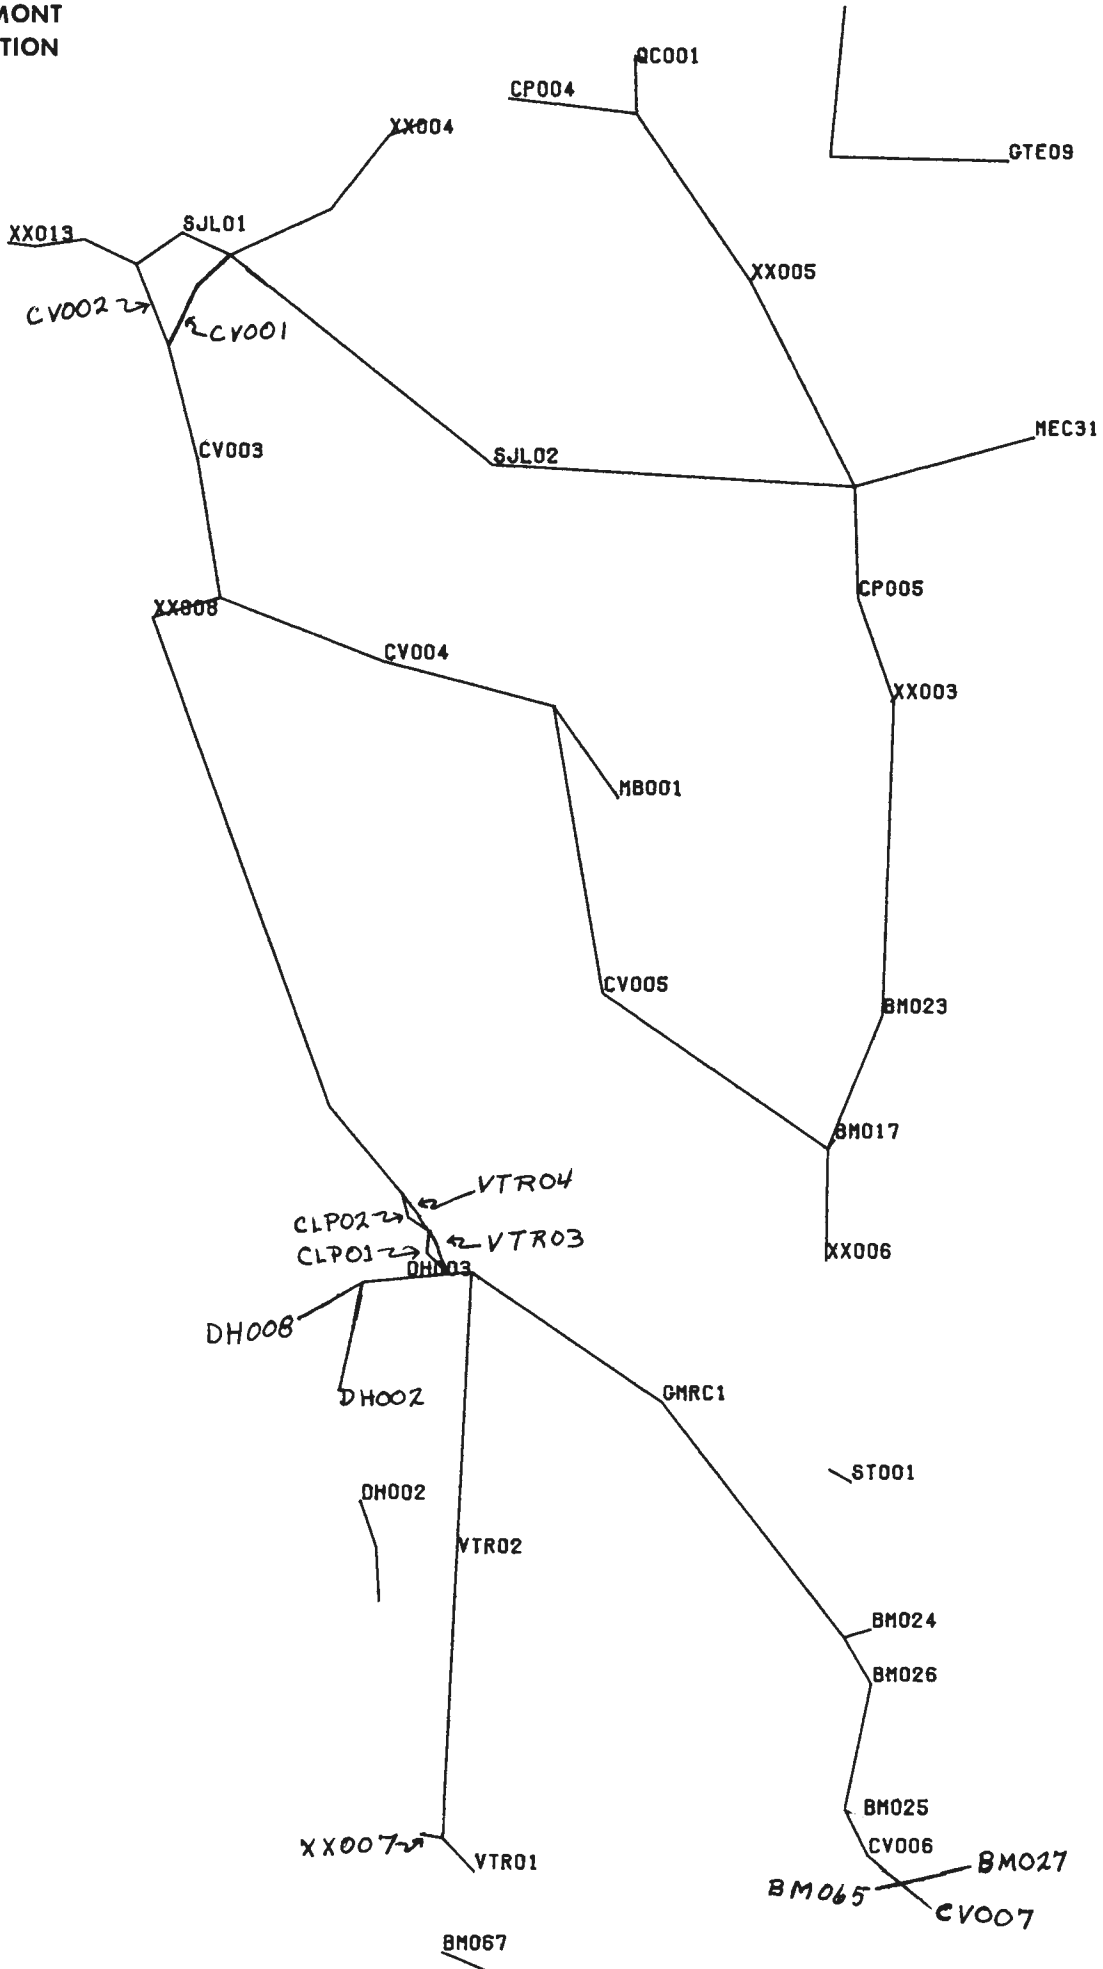 MONT
TION
QC001
CP004
XX004
GTE09
SJL01
XX013
XX005
CV002
CV001
MEC31
CV003
SJL02
CP005
XX008
CV004
XX003
MB001
CV005
BM023
BM017
VTR04
CLP02
VTR03
CLP01
XX006
DH003
DH008
DH002
GMRC1
ST001
DH002
VTR02
BM024
BM026
BM025
XX007
CV006
VTR01
BM027
BM065
CV007
BM067